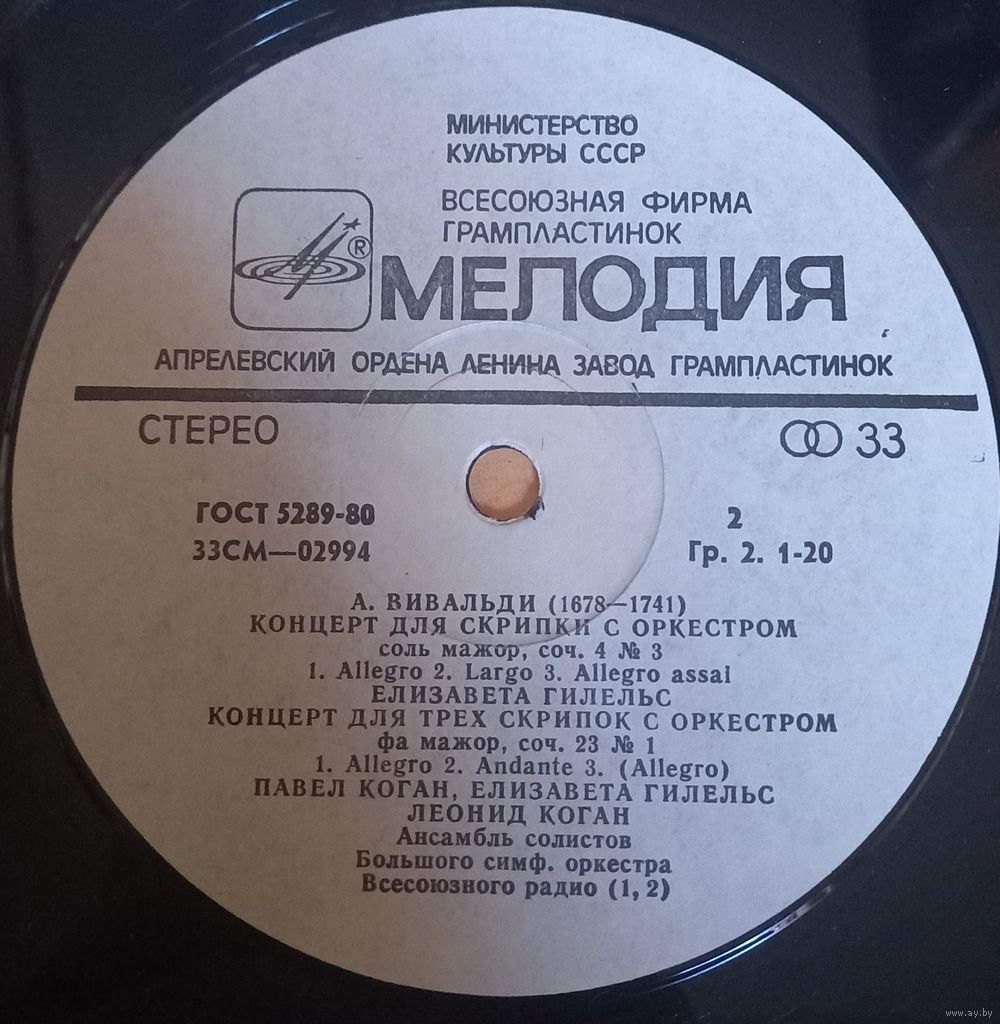 МИНИСТЕРСТВО
КУЛЬТУРЫ СССР
ВСЕСОЮЗНАЯ ФИРМА
ГРАМПЛАСТИНОК
®
МЕЛОДИЯ
АПРЕЛЕВСКИЙ ОРДЕНА ЛЕНИНА ЗАВОД ГРАМПЛАСТИНОК
СТЕРЕО
33
ГОСТ 5289-80
2
33СМ—02994
Гр. 2. 1-20
А. ВИВАЛЬДИ (1678—1741)
КОНЦЕРТ ДЛЯ СКРИПКИ С ОРКЕСТРОМ
соль мажор, соч. 4 № 3
1. Allegro 2. Largo 3. Allegro assai
ЕЛИЗАВЕТА ГИЛЕЛЬС
КОНЦЕРТ ДЛЯ ТРЕХ СКРИПОК С ОРКЕСТРОМ
фа мажор, соч. 23 № 1
1. Allegro 2. Andante 3. (Allegro)
ПАВЕЛ КОГАН, ЕЛИЗАВЕТА ГИЛЕЛЬС
ЛЕОНИД КОГАН
Ансамбль солистов
Большого симф. оркестра
Всесоюзного радио (1, 2)
www.ay.by